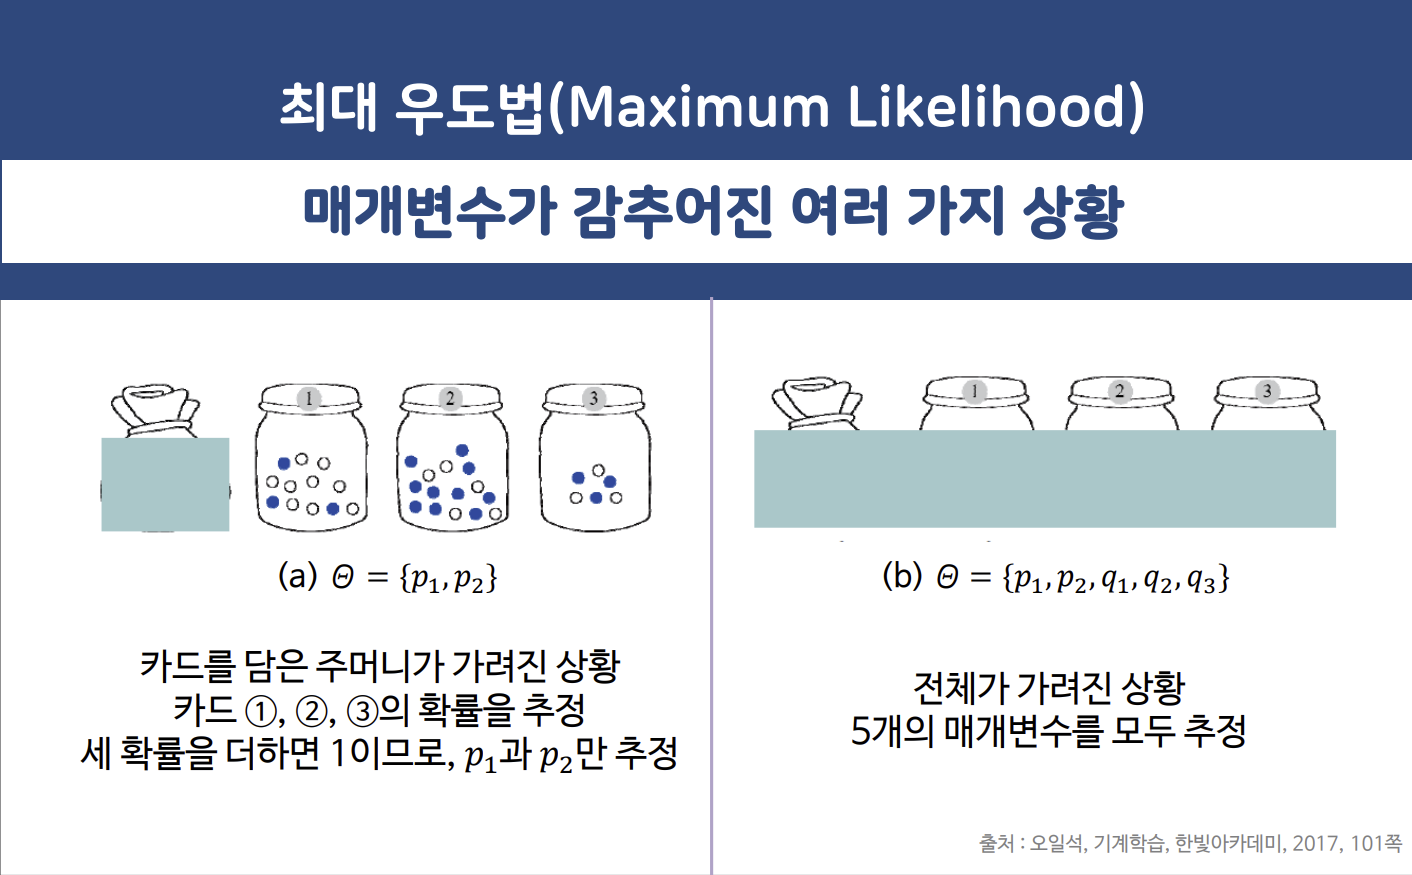 최대 우도법(Maximum Likelihood)
매개변수가 감추어진 여러 가지 상황
1 2 3
(a) Θ = {p₁, p₂}
카드를 담은 주머니가 가려진 상황
카드 ①, ②, ③의 확률을 추정
세 확률을 더하면 1이므로, p₁과 p₂만 추정
1 2 3
(b) Θ = {p₁, p₂, q₁, q₂, q₃}
전체가 가려진 상황
5개의 매개변수를 모두 추정
출처 : 오일석, 기계학습, 한빛아카데미, 2017, 101쪽